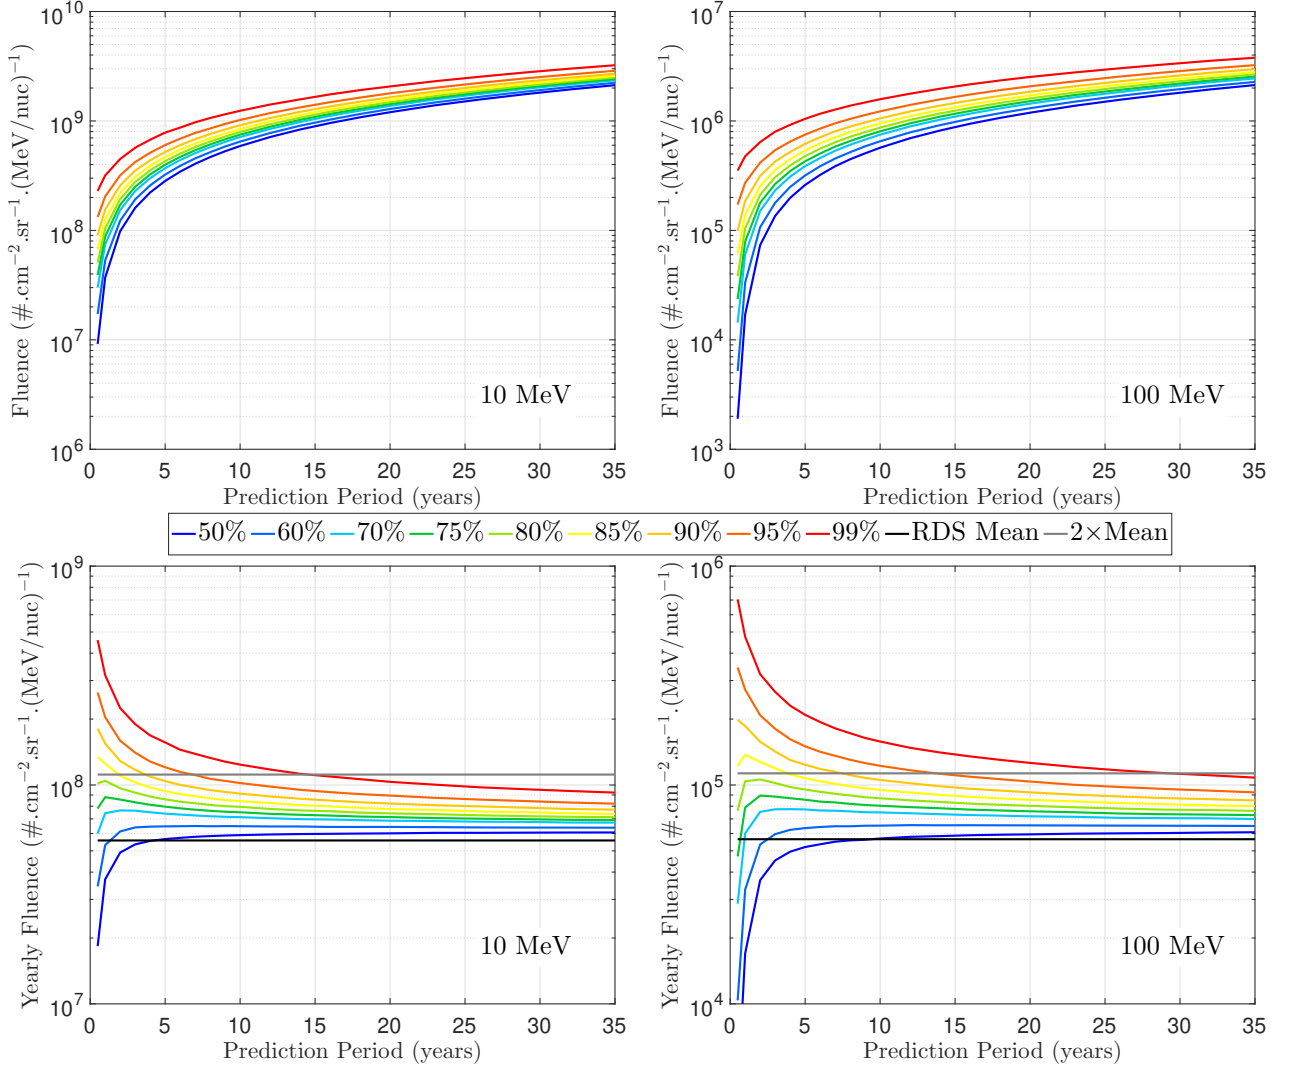 10^10
10^9
10^8
10^7
10^6
Fluence (#.cm^−2.sr^−1.(MeV/nuc)^−1)
10 MeV
0 5 10 15 20 25 30 35
Prediction Period (years)
10^7
10^6
10^5
10^4
10^3
Fluence (#.cm^−2.sr^−1.(MeV/nuc)^−1)
100 MeV
0 5 10 15 20 25 30 35
Prediction Period (years)
50% 60% 70% 75% 80% 85% 90% 95% 99% RDS Mean 2×Mean
10^9
10^8
10^7
Yearly Fluence (#.cm^−2.sr^−1.(MeV/nuc)^−1)
10 MeV
0 5 10 15 20 25 30 35
Prediction Period (years)
10^6
10^5
10^4
Yearly Fluence (#.cm^−2.sr^−1.(MeV/nuc)^−1)
100 MeV
0 5 10 15 20 25 30 35
Prediction Period (years)